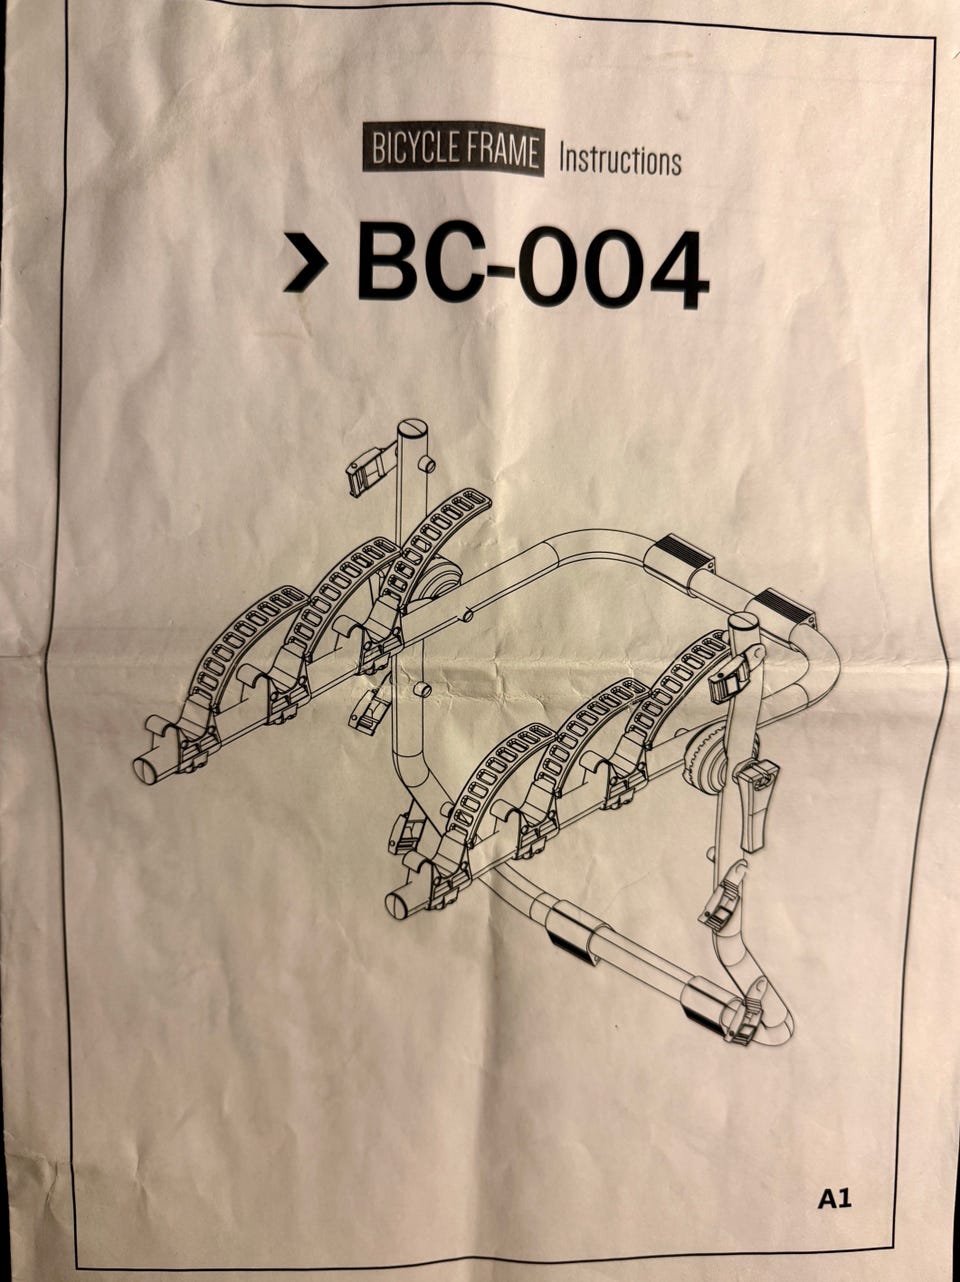 BICYCLE FRAME Instructions
> BC-004
A1